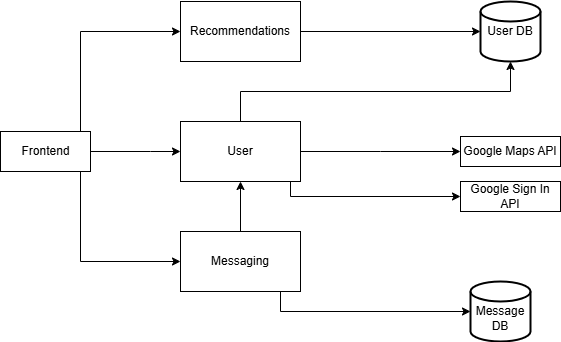 Recommendations
User DB
Frontend
User
Google Maps API
Google Sign In
API
Messaging
Message
DB